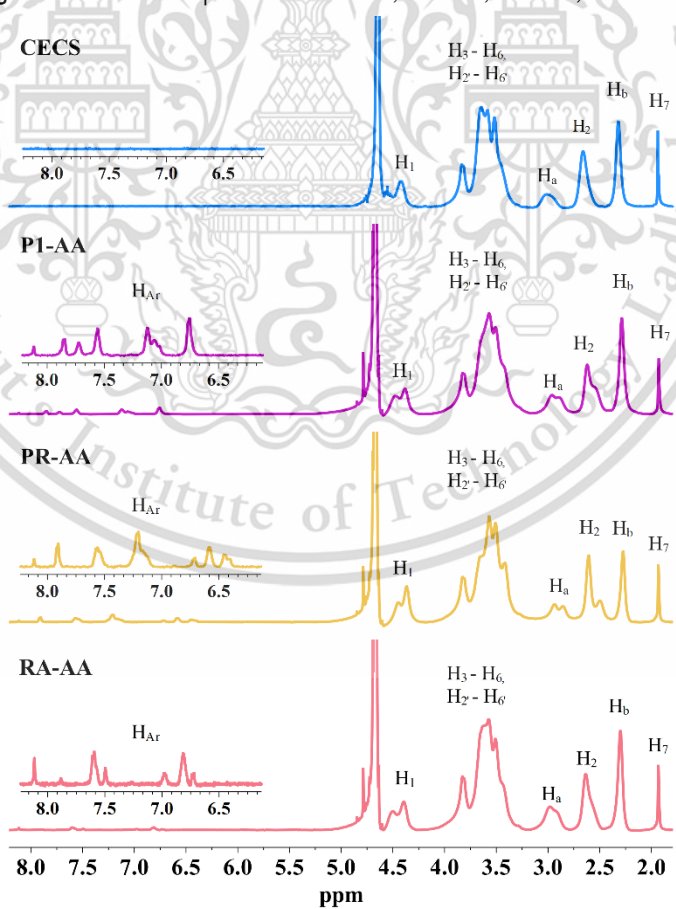 CECS
H3 - H6,
H2' - H6'
H1
Ha
H2
Hb
H7
8.0 7.5 7.0 6.5
P1-AA
HAr
H3 - H6,
H2' - H6'
H1
Ha
H2
Hb
H7
8.0 7.5 7.0 6.5
PR-AA
HAr
H3 - H6,
H2' - H6'
H1
Ha
H2
Hb
H7
8.0 7.5 7.0 6.5
RA-AA
HAr
H3 - H6,
H2' - H6'
H1
Ha
H2
Hb
H7
8.0 7.5 7.0 6.5
8.0 7.5 7.0 6.5 6.0 5.5 5.0 4.5 4.0 3.5 3.0 2.5 2.0
ppm
Institute of Technology